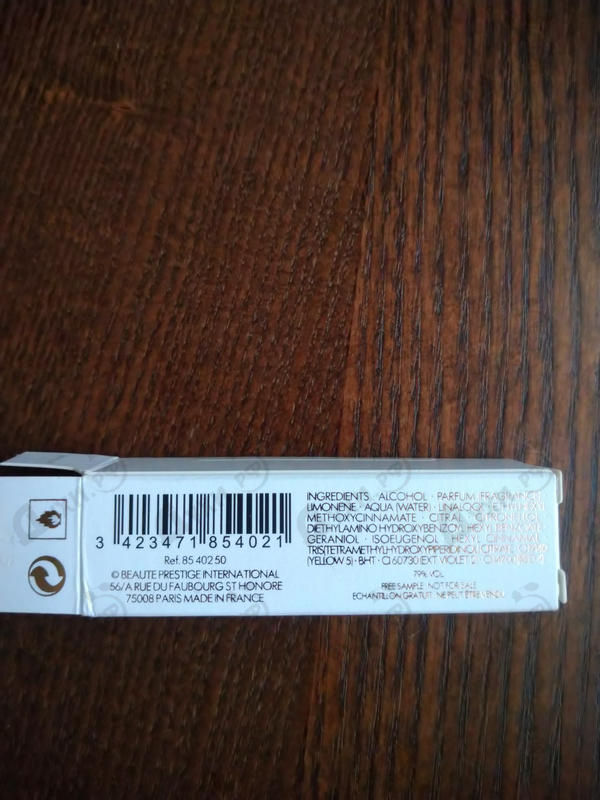 3 423471 854021
Ref. 85 402 50
© BEAUTE PRESTIGE INTERNATIONAL
56/A RUE DU FAUBOURG ST HONORE
75008 PARIS MADE IN FRANCE
INGREDIENTS : ALCOHOL · PARFUM (FRAGRANCE)
LIMONENE · AQUA (WATER) · LINALOOL · ETHYLHEXYL
METHOXYCINNAMATE · CITRAL · CITRONELLOL
DIETHYLAMINO HYDROXYBENZOYL HEXYL BENZOATE
GERANIOL · ISOEUGENOL · HEXYL CINNAMAL
TRIS(TETRAMETHYLHYDROXYPIPERIDINOL) CITRATE
(YELLOW 5) · BHT · CI 60730 (EXT. VIOLET 2)
79% VOL
FREE SAMPLE · NOT FOR SALE
ECHANTILLON GRATUIT · NE PEUT ÊTRE VENDU